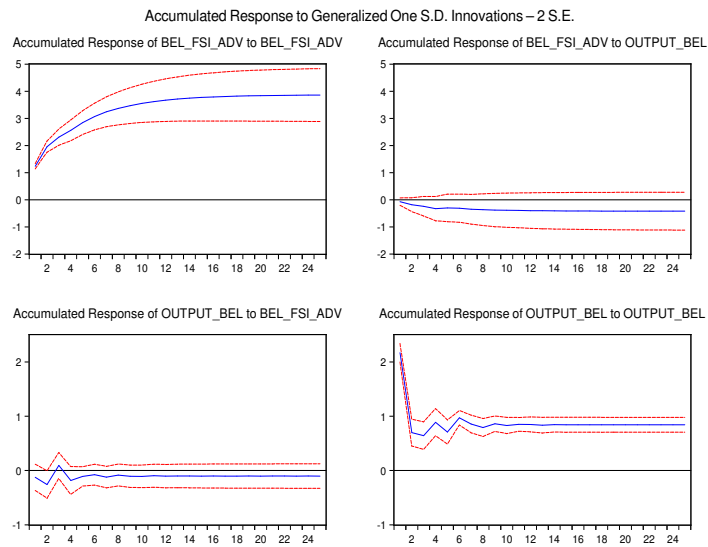 Accumulated Response to Generalized One S.D. Innovations – 2 S.E.
Accumulated Response of BEL_FSI_ADV to BEL_FSI_ADV
5
4
3
2
1
0
-1
-2
2 4 6 8 10 12 14 16 18 20 22 24
Accumulated Response of BEL_FSI_ADV to OUTPUT_BEL
5
4
3
2
1
0
-1
-2
2 4 6 8 10 12 14 16 18 20 22 24
Accumulated Response of OUTPUT_BEL to BEL_FSI_ADV
2
1
0
-1
2 4 6 8 10 12 14 16 18 20 22 24
Accumulated Response of OUTPUT_BEL to OUTPUT_BEL
2
1
0
-1
2 4 6 8 10 12 14 16 18 20 22 24